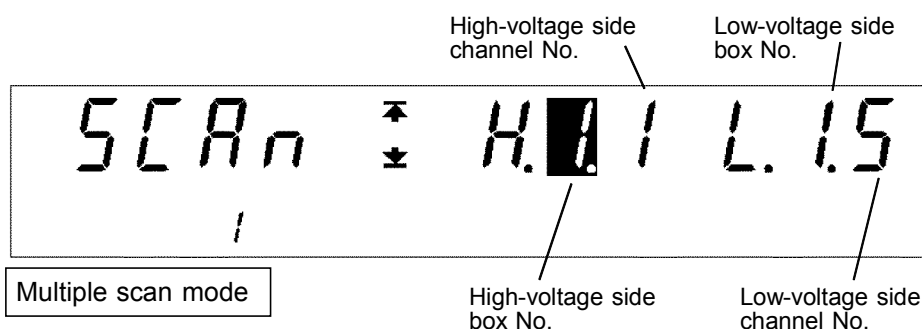 High-voltage side
channel No.
Low-voltage side
box No.
SCAn H.1.1 L.1.5
1
Multiple scan mode
High-voltage side
box No.
Low-voltage side
channel No.